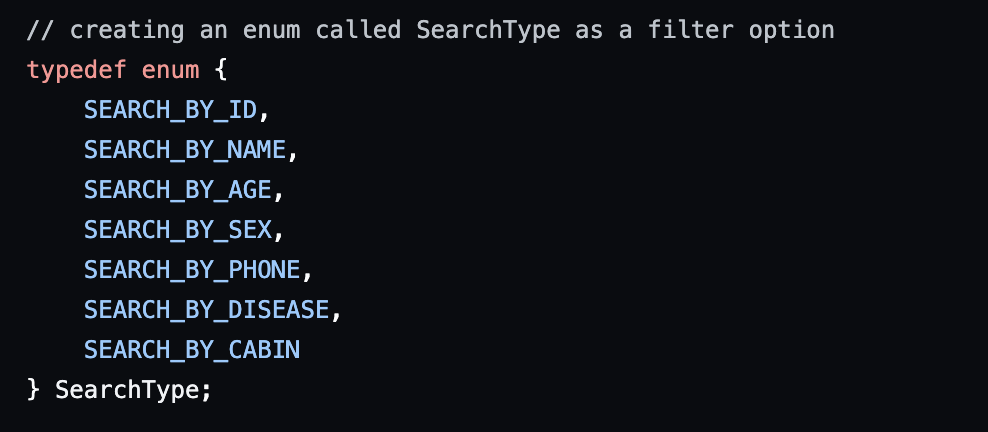 // creating an enum called SearchType as a filter option
typedef enum {
    SEARCH_BY_ID,
    SEARCH_BY_NAME,
    SEARCH_BY_AGE,
    SEARCH_BY_SEX,
    SEARCH_BY_PHONE,
    SEARCH_BY_DISEASE,
    SEARCH_BY_CABIN
} SearchType;